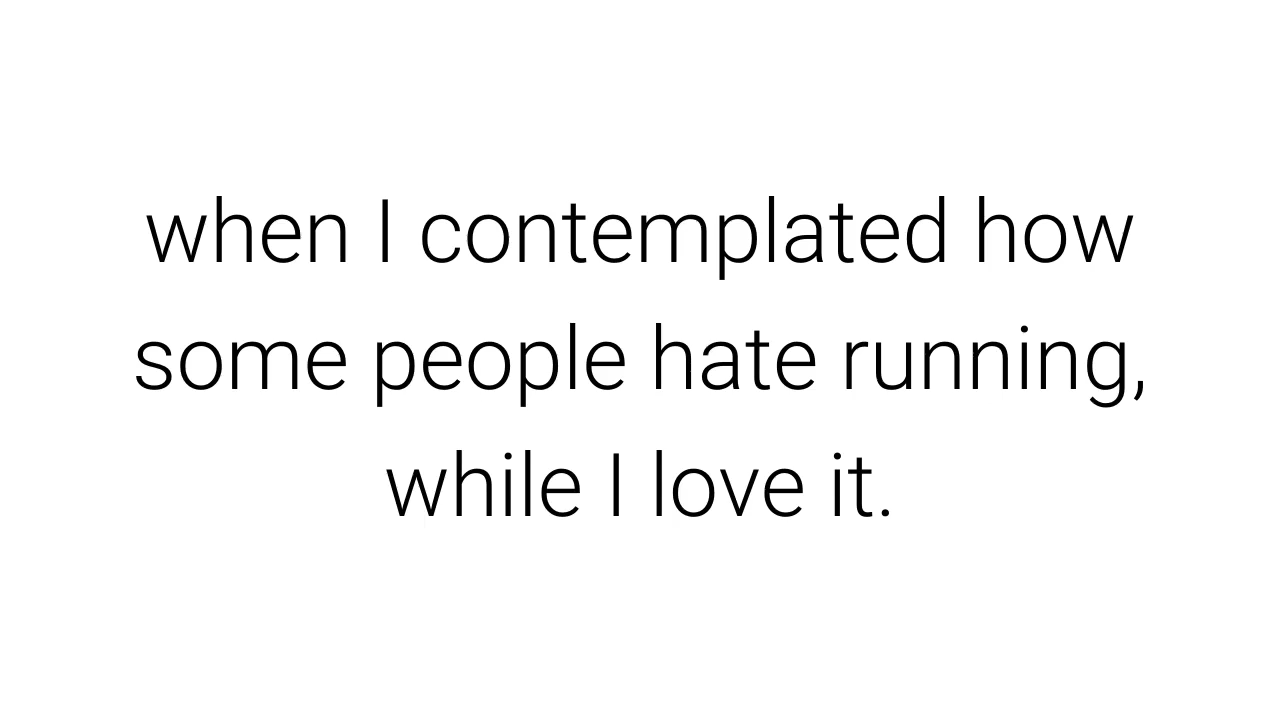 when I contemplated how
some people hate running,
while I love it.